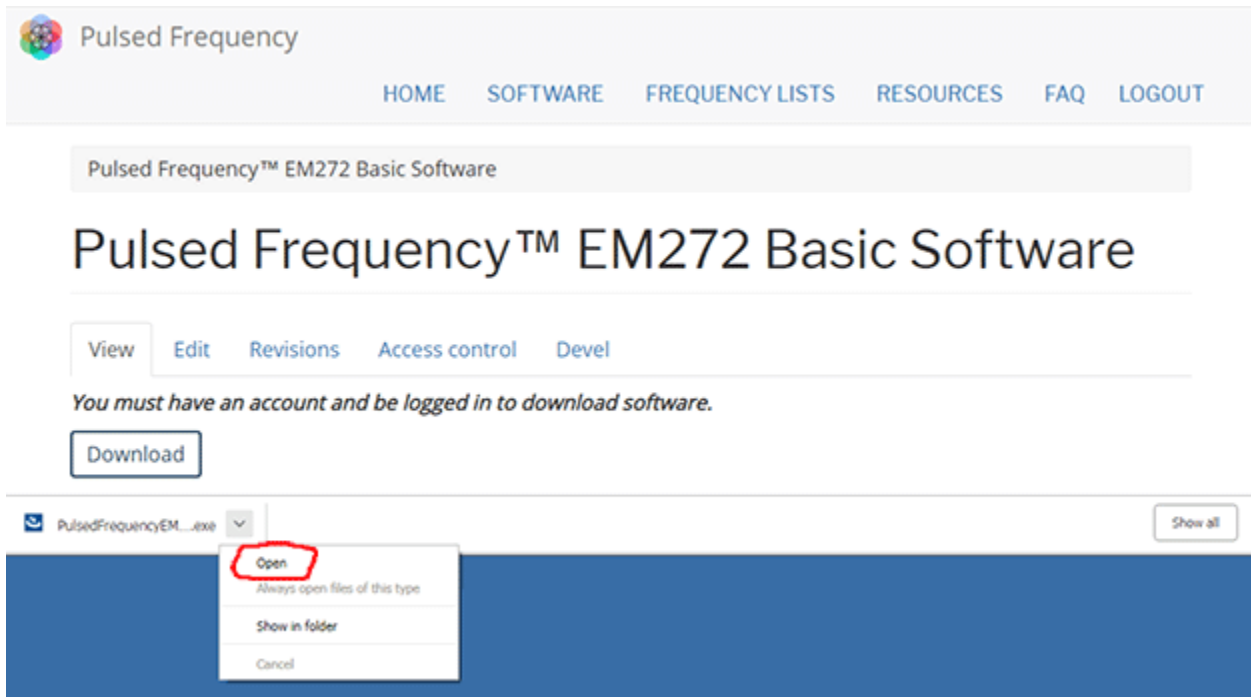 Pulsed Frequency
HOME SOFTWARE FREQUENCY LISTS RESOURCES FAQ LOGOUT
Pulsed Frequency™ EM272 Basic Software
Pulsed Frequency™ EM272 Basic Software
View Edit Revisions Access control Devel
You must have an account and be logged in to download software.
Download
PulsedFrequencyEM....exe Show all
Open
Always open files of this type
Show in folder
Cancel